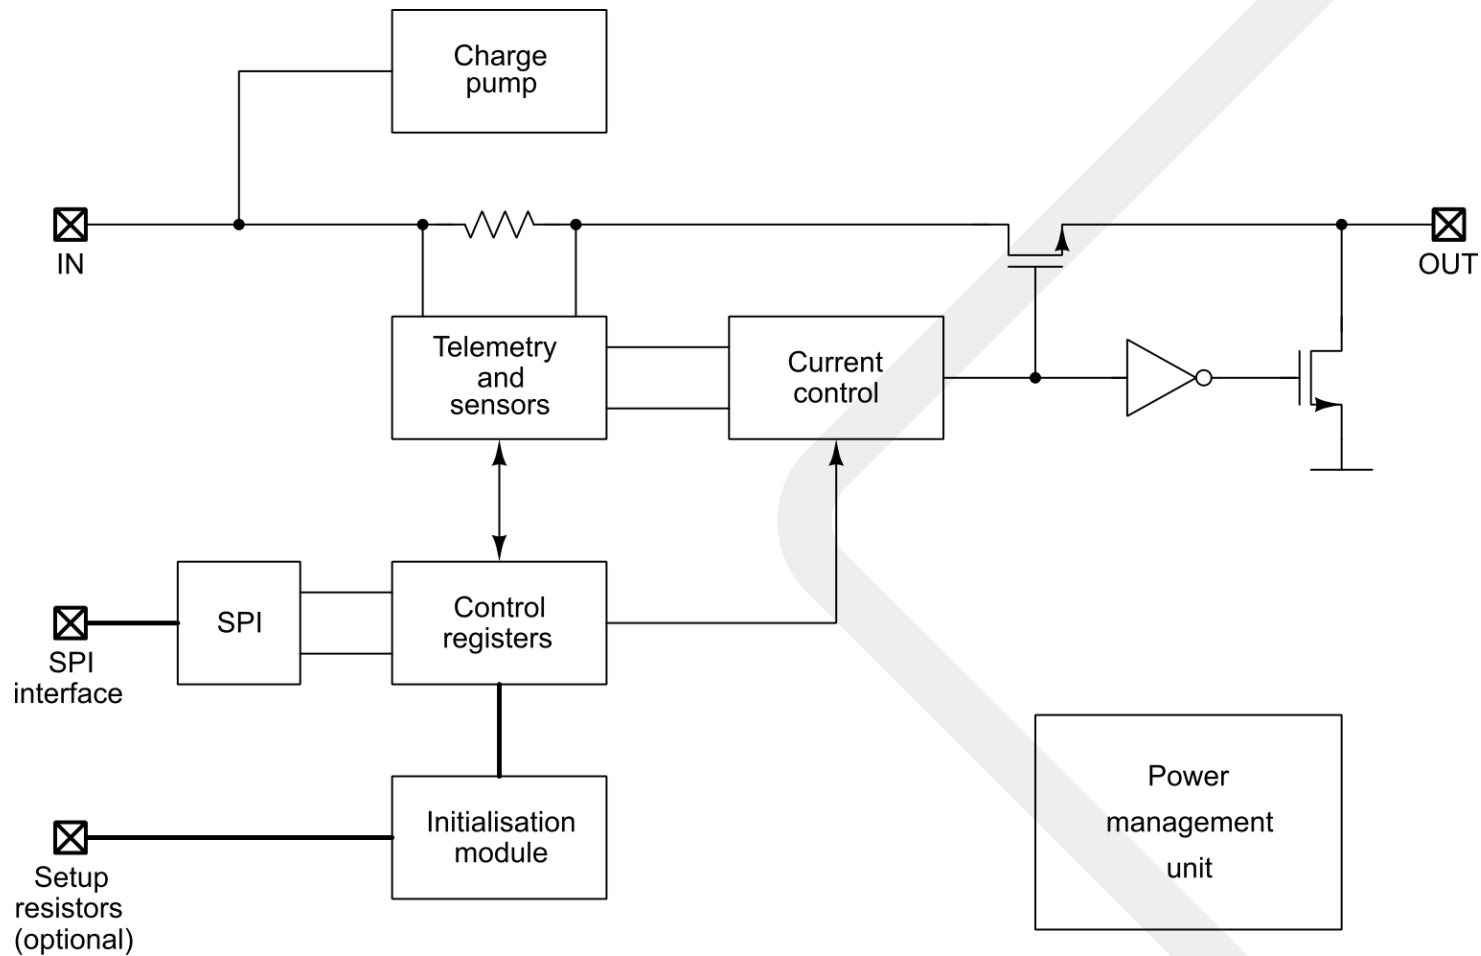 Charge
pump
IN
OUT
Telemetry
and
sensors
Current
control
SPI
Control
registers
SPI
interface
Initialisation
module
Setup
resistors
(optional)
Power
management
unit